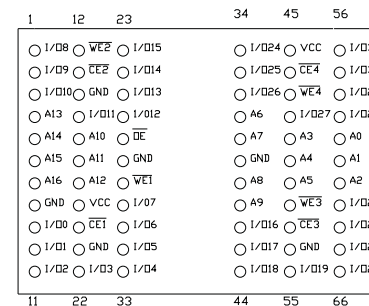 1 12 23 34 45 56
I/O8 WE2 I/O15 I/O24 VCC
I/O9 CE2 I/O14 I/O25 CE4
I/O10 GND I/O13 I/O26 WE4
A13 I/O11 I/O12 A6 I/O27
A14 A10 OE A7 A3 A0
A15 A11 GND GND A4 A1
A16 A12 WE1 A8 A5 A2
GND VCC I/O7 A9 WE3
I/O0 CE1 I/O6 I/O16 CE3
I/O1 GND I/O5 I/O17 GND
I/O2 I/O3 I/O4 I/O18 I/O19
11 22 33 44 55 66